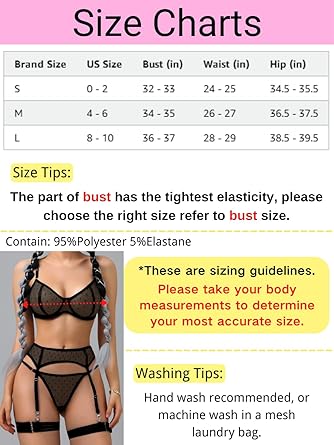 Size Charts
Brand Size US Size Bust (in) Waist (in) Hip (in)
S 0 - 2 32 - 33 24 - 25 34.5 - 35.5
M 4 - 6 34 - 35 26 - 27 36.5 - 37.5
L 8 - 10 36 - 37 28 - 29 38.5 - 39.5
Size Tips:
The part of bust has the tightest elasticity, please
choose the right size refer to bust size.
Contain: 95%Polyester 5%Elastane
*These are sizing guidelines.
Please take your body
measurements to determine
your most accurate size.
Washing Tips:
Hand wash recommended, or
machine wash in a mesh
laundry bag.